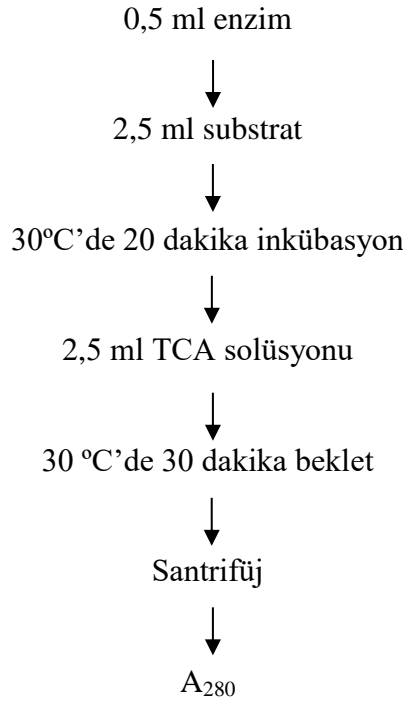 0,5 ml enzim
2,5 ml substrat
30ºC’de 20 dakika inkübasyon
2,5 ml TCA solüsyonu
30 ºC’de 30 dakika beklet
Santrifüj
A₂₈₀